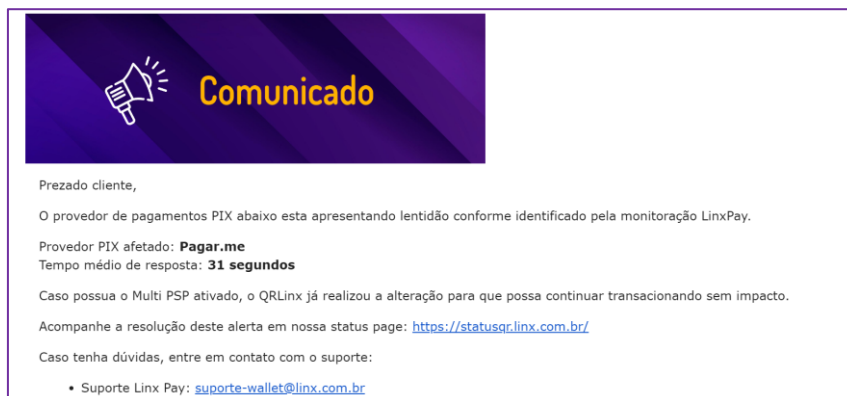 Comunicado
Prezado cliente,
O provedor de pagamentos PIX abaixo esta apresentando lentidão conforme identificado pela monitoração LinxPay.
Provedor PIX afetado: Pagar.me
Tempo médio de resposta: 31 segundos
Caso possua o Multi PSP ativado, o QRLinx já realizou a alteração para que possa continuar transacionando sem impacto.
Acompanhe a resolução deste alerta em nossa status page: https://statusqr.linx.com.br/
Caso tenha dúvidas, entre em contato com o suporte:
• Suporte Linx Pay: suporte-wallet@linx.com.br